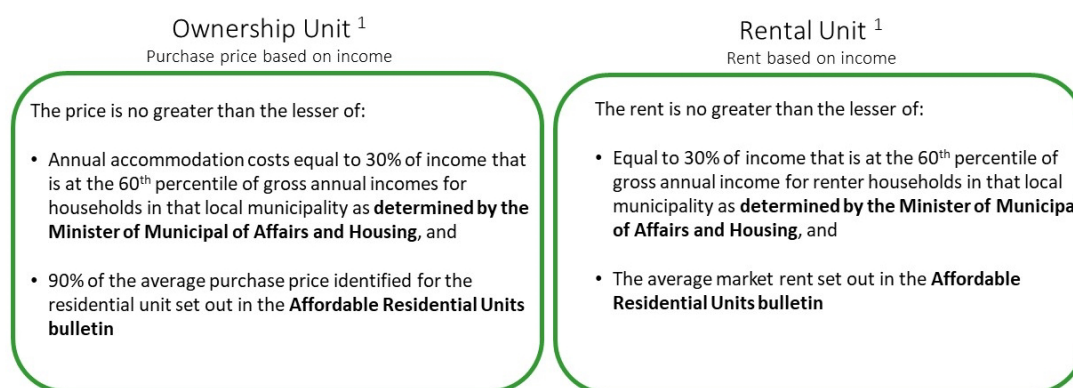 Ownership Unit 1
Purchase price based on income
The price is no greater than the lesser of:
• Annual accommodation costs equal to 30% of income that
is at the 60th percentile of gross annual incomes for
households in that local municipality as determined by the
Minister of Municipal of Affairs and Housing, and
• 90% of the average purchase price identified for the
residential unit set out in the Affordable Residential Units
bulletin
Rental Unit 1
Rent based on income
The rent is no greater than the lesser of:
• Equal to 30% of income that is at the 60th percentile of
gross annual income for renter households in that local
municipality as determined by the Minister of Municipa
of Affairs and Housing, and
• The average market rent set out in the Affordable
Residential Units bulletin